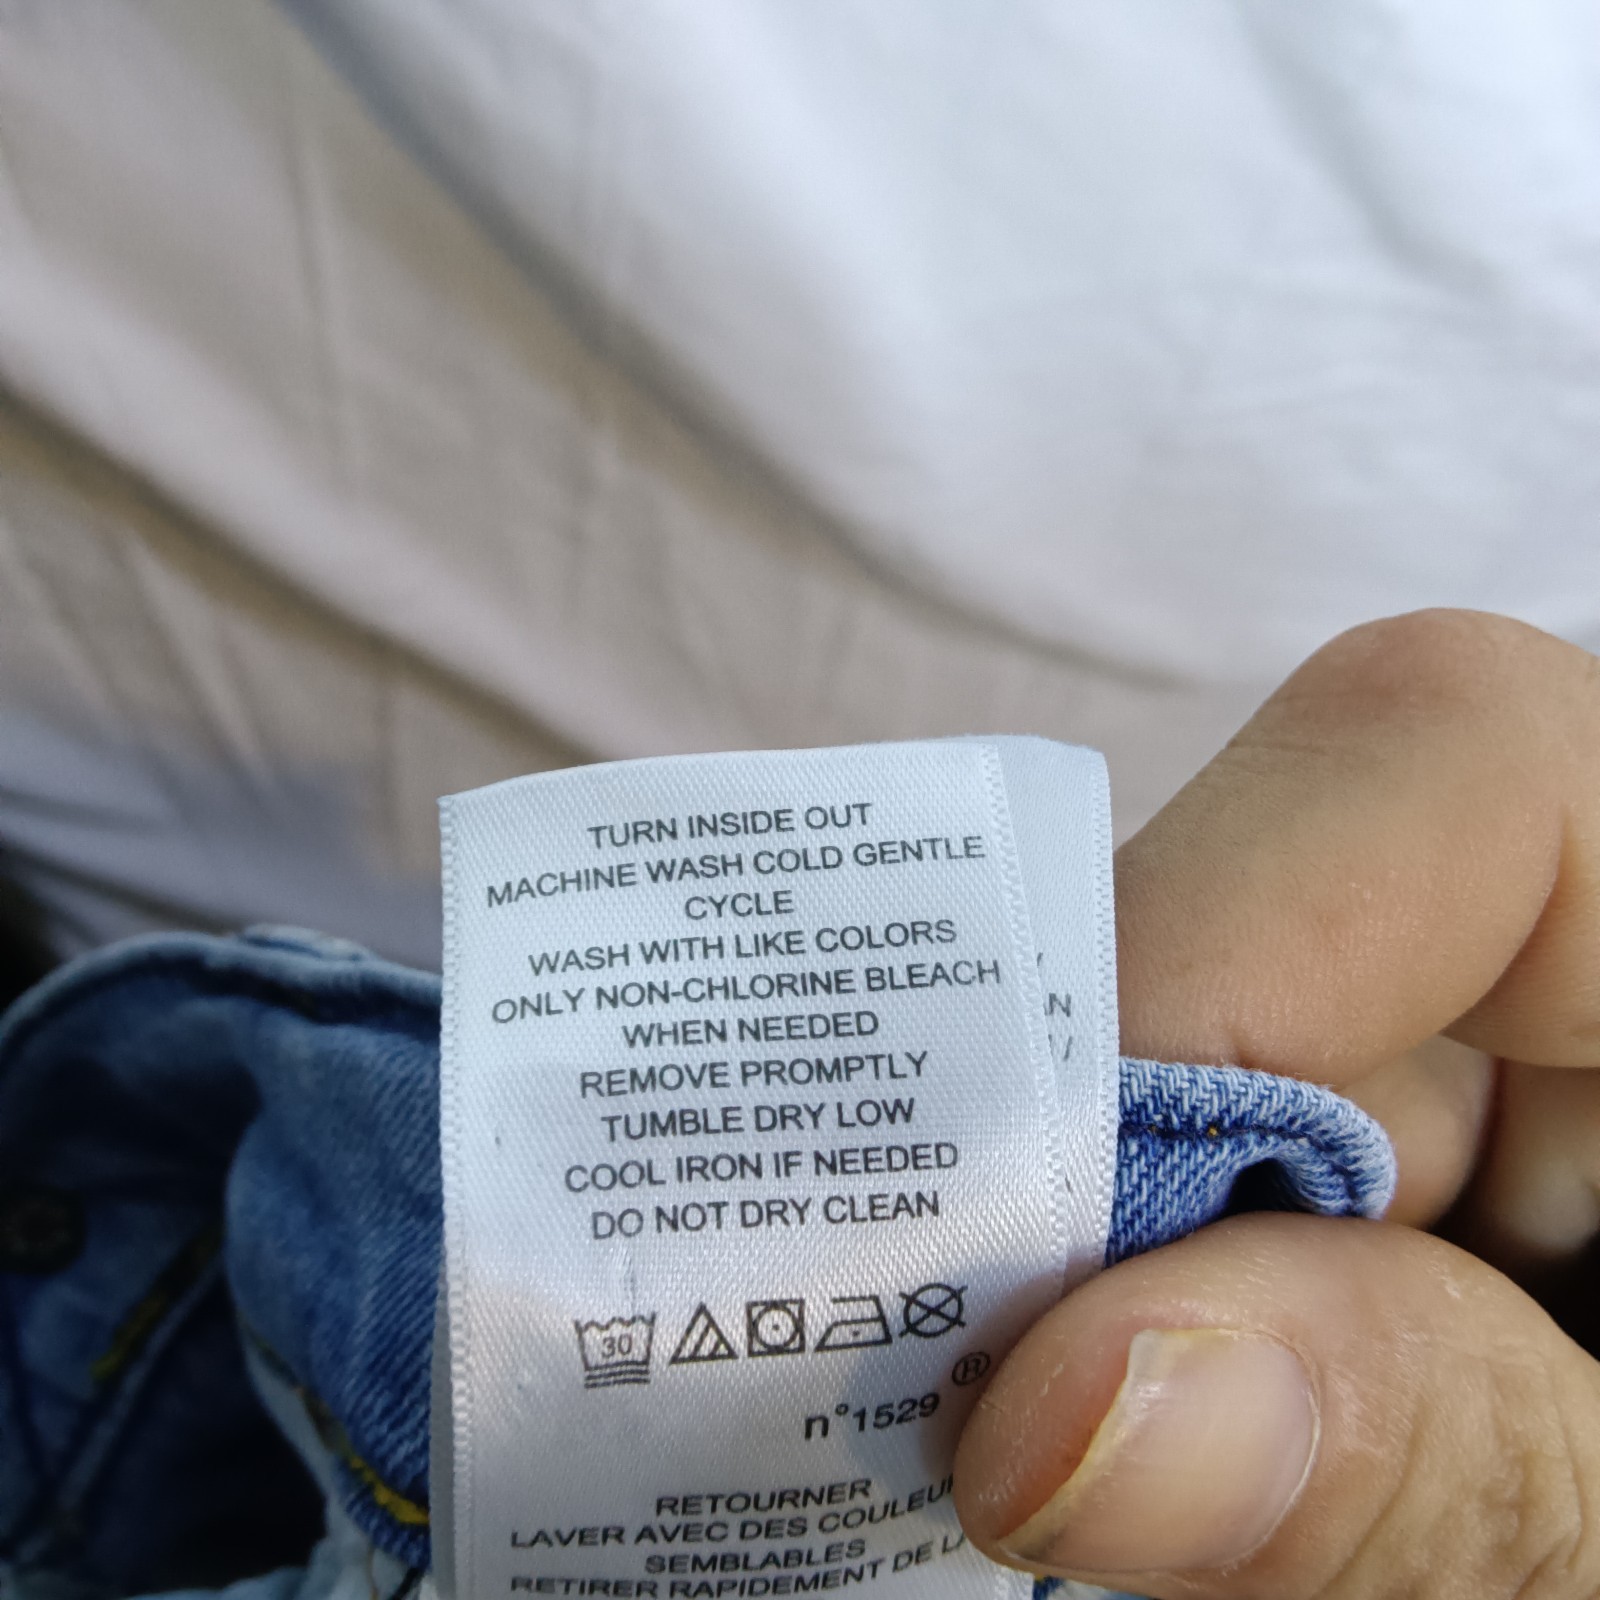 TURN INSIDE OUT
MACHINE WASH COLD GENTLE
CYCLE
WASH WITH LIKE COLORS
ONLY NON-CHLORINE BLEACH
WHEN NEEDED
REMOVE PROMPTLY
TUMBLE DRY LOW
COOL IRON IF NEEDED
DO NOT DRY CLEAN
30
®
n°1529
RETOURNER
LAVER AVEC DES
SEMBLABLES
RETIRER RAPIDEMENT DE